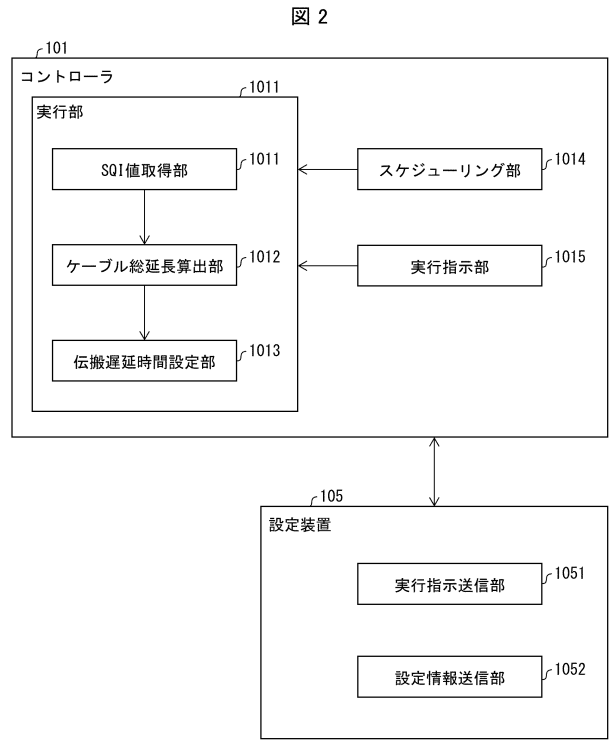 図2
101
コントローラ
1011
実行部
SQI値取得部
1011
スケジューリング部
1014
ケーブル総延長算出部
1012
実行指示部
1015
伝搬遅延時間設定部
1013
105
設定装置
実行指示送信部
1051
設定情報送信部
1052